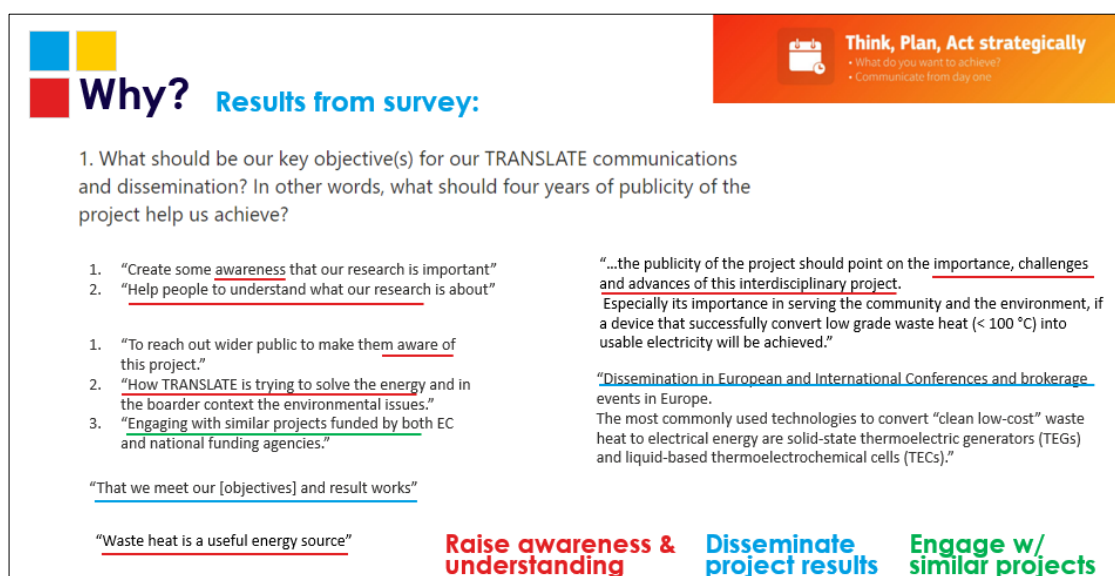 Think, Plan, Act strategically
• What do you want to achieve?
• Communicate from day one
Why? Results from survey:
1. What should be our key objective(s) for our TRANSLATE communications
and dissemination? In other words, what should four years of publicity of the
project help us achieve?
1. “Create some awareness that our research is important”
2. “Help people to understand what our research is about”
1. “To reach out wider public to make them aware of
this project.”
2. “How TRANSLATE is trying to solve the energy and in
the boarder context the environmental issues.”
3. “Engaging with similar projects funded by both EC
and national funding agencies.”
“That we meet our [objectives] and result works”
“Waste heat is a useful energy source”
“...the publicity of the project should point on the importance, challenges
and advances of this interdisciplinary project.
Especially its importance in serving the community and the environment, if
a device that successfully convert low grade waste heat (< 100 °C) into
usable electricity will be achieved.”
“Dissemination in European and International Conferences and brokerage
events in Europe.
The most commonly used technologies to convert “clean low-cost” waste
heat to electrical energy are solid-state thermoelectric generators (TEGs)
and liquid-based thermoelectrochemical cells (TECs).”
Raise awareness &
understanding
Disseminate
project results
Engage w/
similar projects